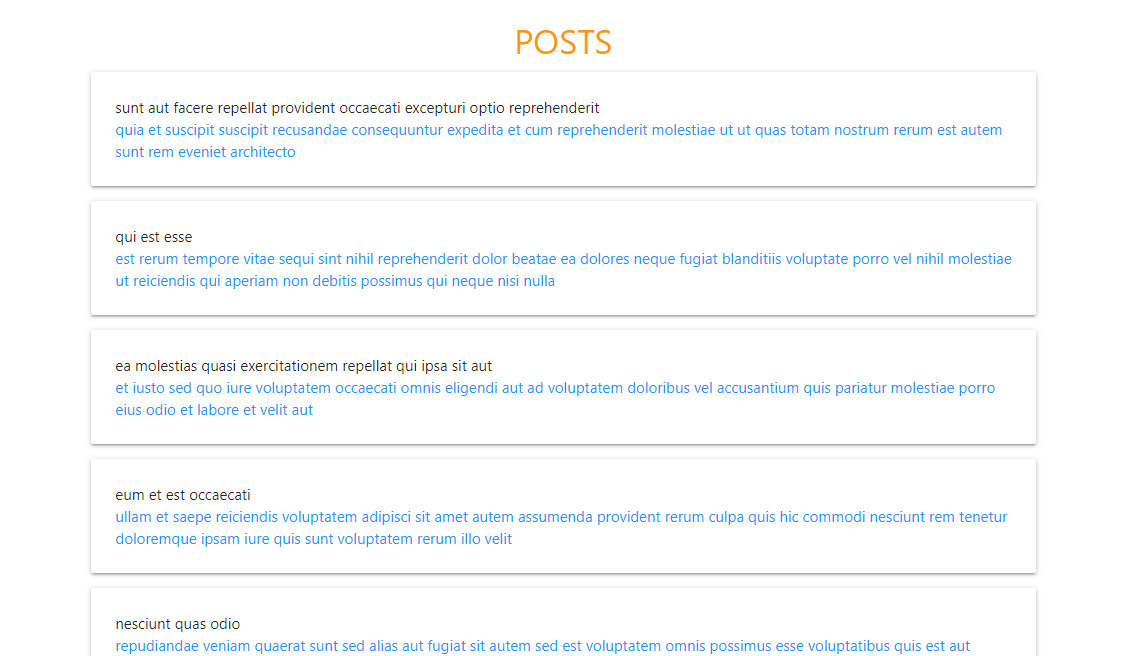 POSTS
sunt aut facere repellat provident occaecati excepturi optio reprehenderit
quia et suscipit suscipit recusandae consequuntur expedita et cum reprehenderit molestiae ut ut quas totam nostrum rerum est autem
sunt rem eveniet architecto
qui est esse
est rerum tempore vitae sequi sint nihil reprehenderit dolor beatae ea dolores neque fugiat blanditiis voluptate porro vel nihil molestiae
ut reiciendis qui aperiam non debitis possimus qui neque nisi nulla
ea molestias quasi exercitationem repellat qui ipsa sit aut
et iusto sed quo iure voluptatem occaecati omnis eligendi aut ad voluptatem doloribus vel accusantium quis pariatur molestiae porro
eius odio et labore et velit aut
eum et est occaecati
ullam et saepe reiciendis voluptatem adipisci sit amet autem assumenda provident rerum culpa quis hic commodi nesciunt rem tenetur
doloremque ipsam iure quis sunt voluptatem rerum illo velit
nesciunt quas odio
repudiandae veniam quaerat sunt sed alias aut fugiat sit autem sed est voluptatem omnis possimus esse voluptatibus quis est aut